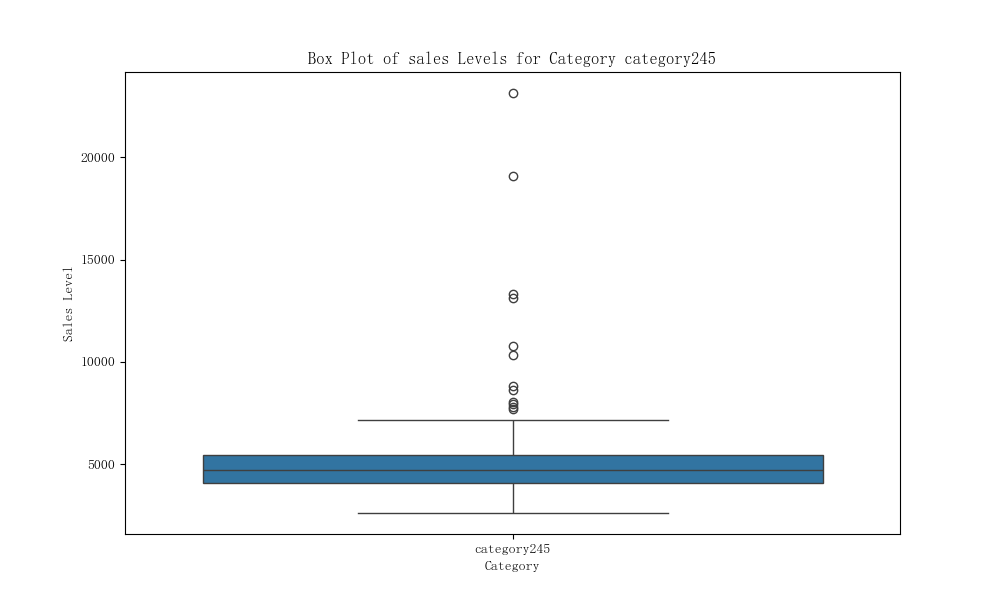 Box Plot of sales Levels for Category category245
20000
15000
10000
5000
Sales Level
category245
Category